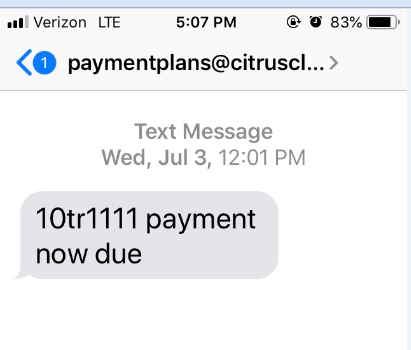 Verizon LTE 5:07 PM 83%
1 paymentplans@citruscl...
Text Message
Wed, Jul 3, 12:01 PM
10tr1111 payment
now due